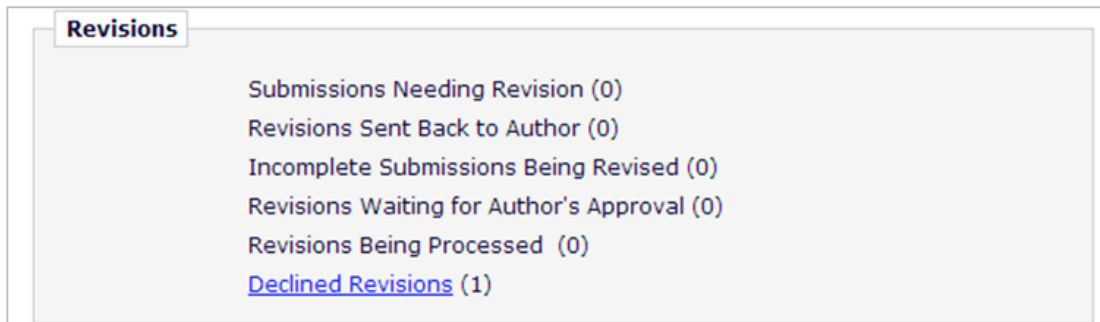 Revisions
Submissions Needing Revision (0)
Revisions Sent Back to Author (0)
Incomplete Submissions Being Revised (0)
Revisions Waiting for Author's Approval (0)
Revisions Being Processed (0)
Declined Revisions (1)